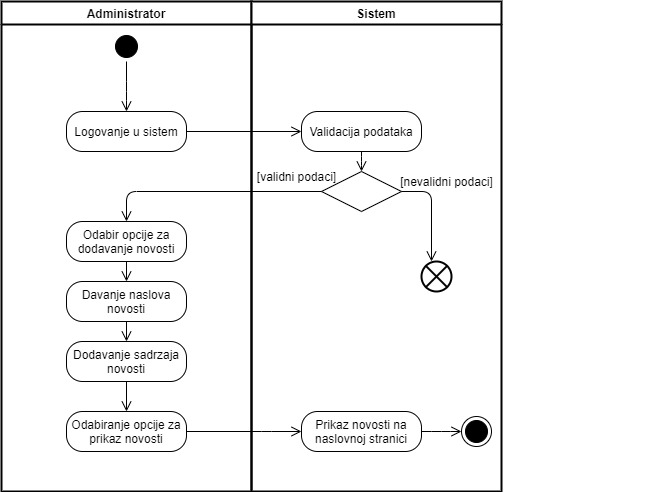 Administrator
Sistem
Logovanje u sistem
Validacija podataka
[validni podaci]
[nevalidni podaci]
Odabir opcije za
dodavanje novosti
Davanje naslova
novosti
Dodavanje sadrzaja
novosti
Odabiranje opcije za
prikaz novosti
Prikaz novosti na
naslovnoj stranici